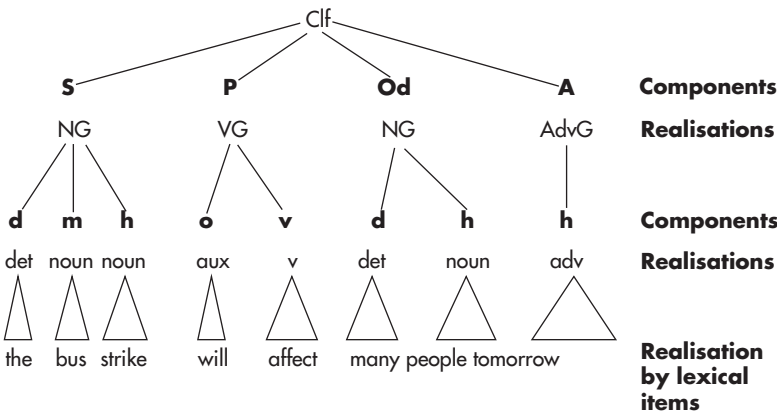 Clf
S P Od A Components
NG VG NG AdvG Realisations
d m h o v d h h Components
det noun noun aux v det noun adv Realisations
the bus strike will affect many people tomorrow Realisation
by lexical
items